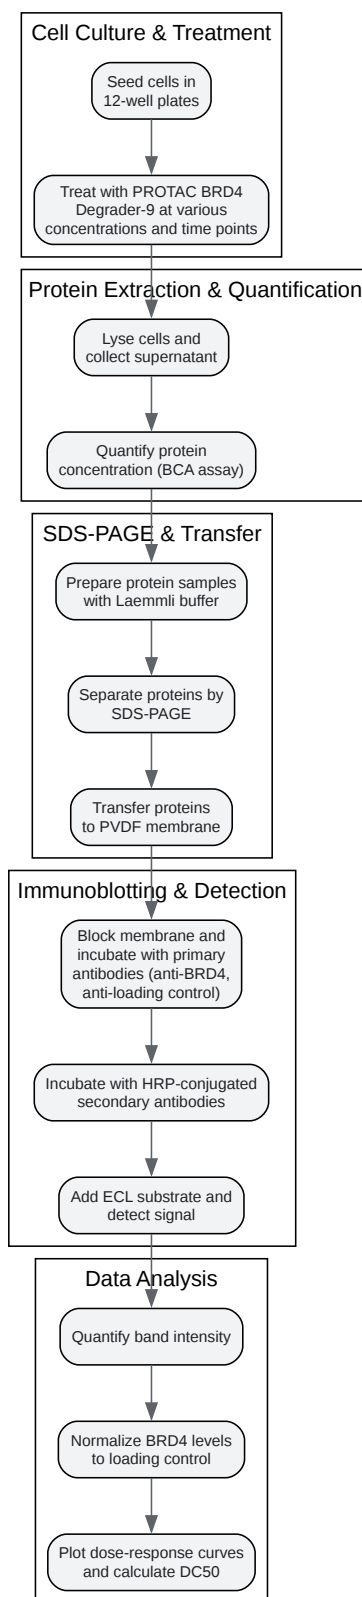 Cell Culture & Treatment
Seed cells in
12-well plates
Treat with PROTAC BRD4
Degrader-9 at various
concentrations and time points
Protein Extraction & Quantification
Lyse cells and
collect supernatant
Quantify protein
concentration (BCA assay)
SDS-PAGE & Transfer
Prepare protein samples
with Laemmli buffer
Separate proteins by
SDS-PAGE
Transfer proteins
to PVDF membrane
Immunoblotting & Detection
Block membrane and
incubate with primary
antibodies (anti-BRD4,
anti-loading control)
Incubate with HRP-conjugated
secondary antibodies
Add ECL substrate and
detect signal
Data Analysis
Quantify band intensity
Normalize BRD4 levels
to loading control
Plot dose-response curves
and calculate DC50